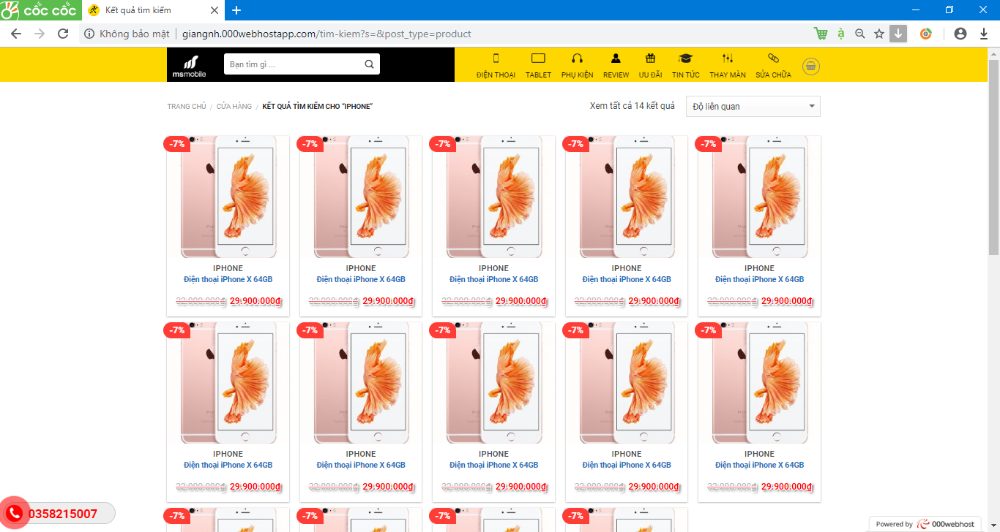 cốc cốc
Kết quả tìm kiếm
Không bảo mật
giangnh.000webhostapp.com/tim-kiem?s=&post_type=product
msmobile
Bạn tìm gì ...
ĐIỆN THOẠI TABLET PHỤ KIỆN REVIEW ƯU ĐÃI TIN TỨC THAY MÀN SỬA CHỮA
TRANG CHỦ / CỬA HÀNG / KẾT QUẢ TÌM KIẾM CHO “IPHONE”
Xem tất cả 14 kết quả
Độ liên quan
-7% -7% -7% -7% -7%
IPHONE IPHONE IPHONE IPHONE IPHONE
Điện thoại iPhone X 64GB Điện thoại iPhone X 64GB Điện thoại iPhone X 64GB Điện thoại iPhone X 64GB Điện thoại iPhone X 64GB
32.000.000₫ 29.900.000₫ 32.000.000₫ 29.900.000₫ 32.000.000₫ 29.900.000₫ 32.000.000₫ 29.900.000₫ 32.000.000₫ 29.900.000₫
-7% -7% -7% -7% -7%
IPHONE IPHONE IPHONE IPHONE IPHONE
Điện thoại iPhone X 64GB Điện thoại iPhone X 64GB Điện thoại iPhone X 64GB Điện thoại iPhone X 64GB Điện thoại iPhone X 64GB
32.000.000₫ 29.900.000₫ 32.000.000₫ 29.900.000₫ 32.000.000₫ 29.900.000₫ 32.000.000₫ 29.900.000₫ 32.000.000₫ 29.900.000₫
-7% -7% -7% -7%
0358215007
Powered by 000webhost